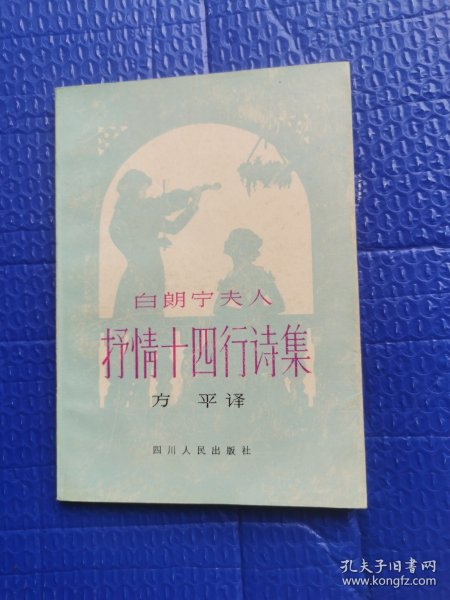 白朗宁夫人
抒情十四行诗集
方 平译
四川人民出版社
孔夫子旧书网
www.kongfz.com